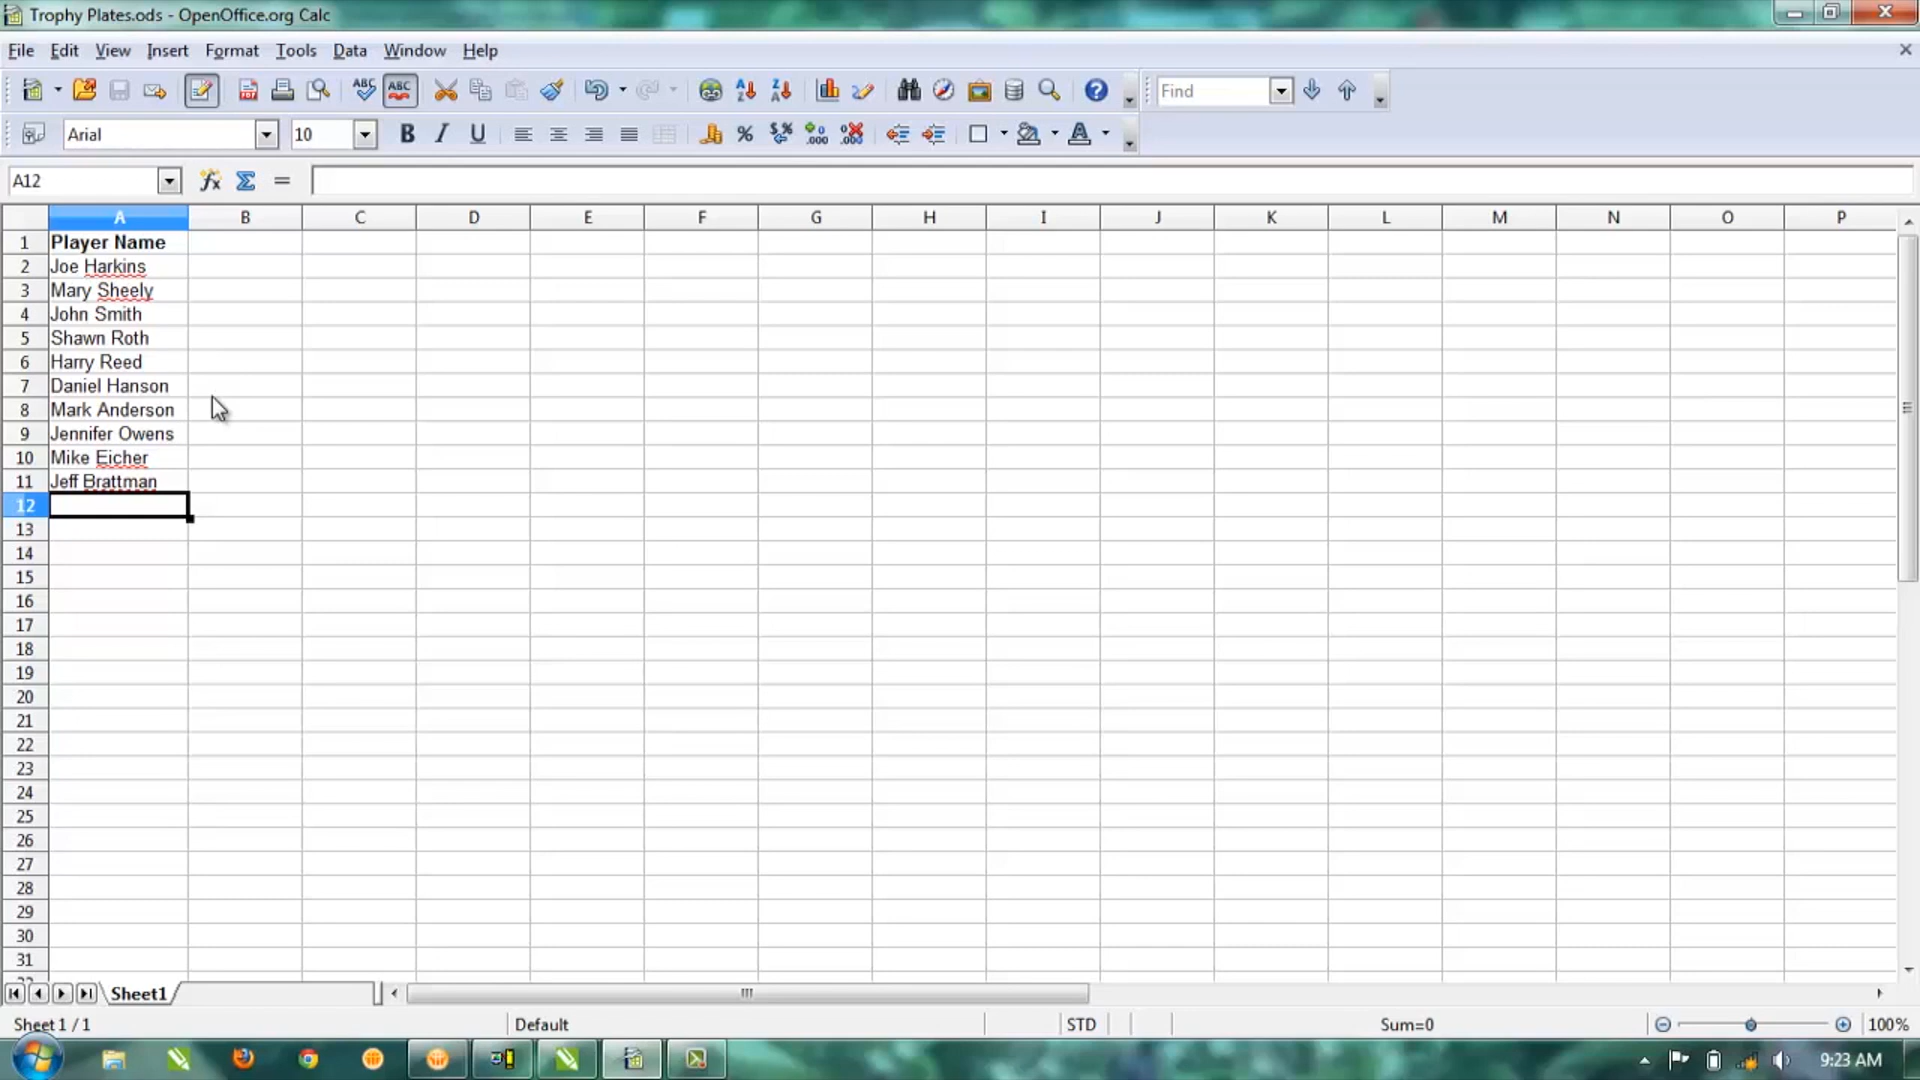 Trophy Plates.ods - OpenOffice.org Calc
File Edit View Insert Format Tools Data Window Help
Find
Arial 10
A12
A B C D E F G H I J K L M N O P
1 Player Name
2 Joe Harkins
3 Mary Sheely
4 John Smith
5 Shawn Roth
6 Harry Reed
7 Daniel Hanson
8 Mark Anderson
9 Jennifer Owens
10 Mike Eicher
11 Jeff Brattman
12
13
14
15
16
17
18
19
20
21
22
23
24
25
26
27
28
29
30
31
Sheet1
Sheet 1 / 1 Default STD Sum=0 100%
9:23 AM